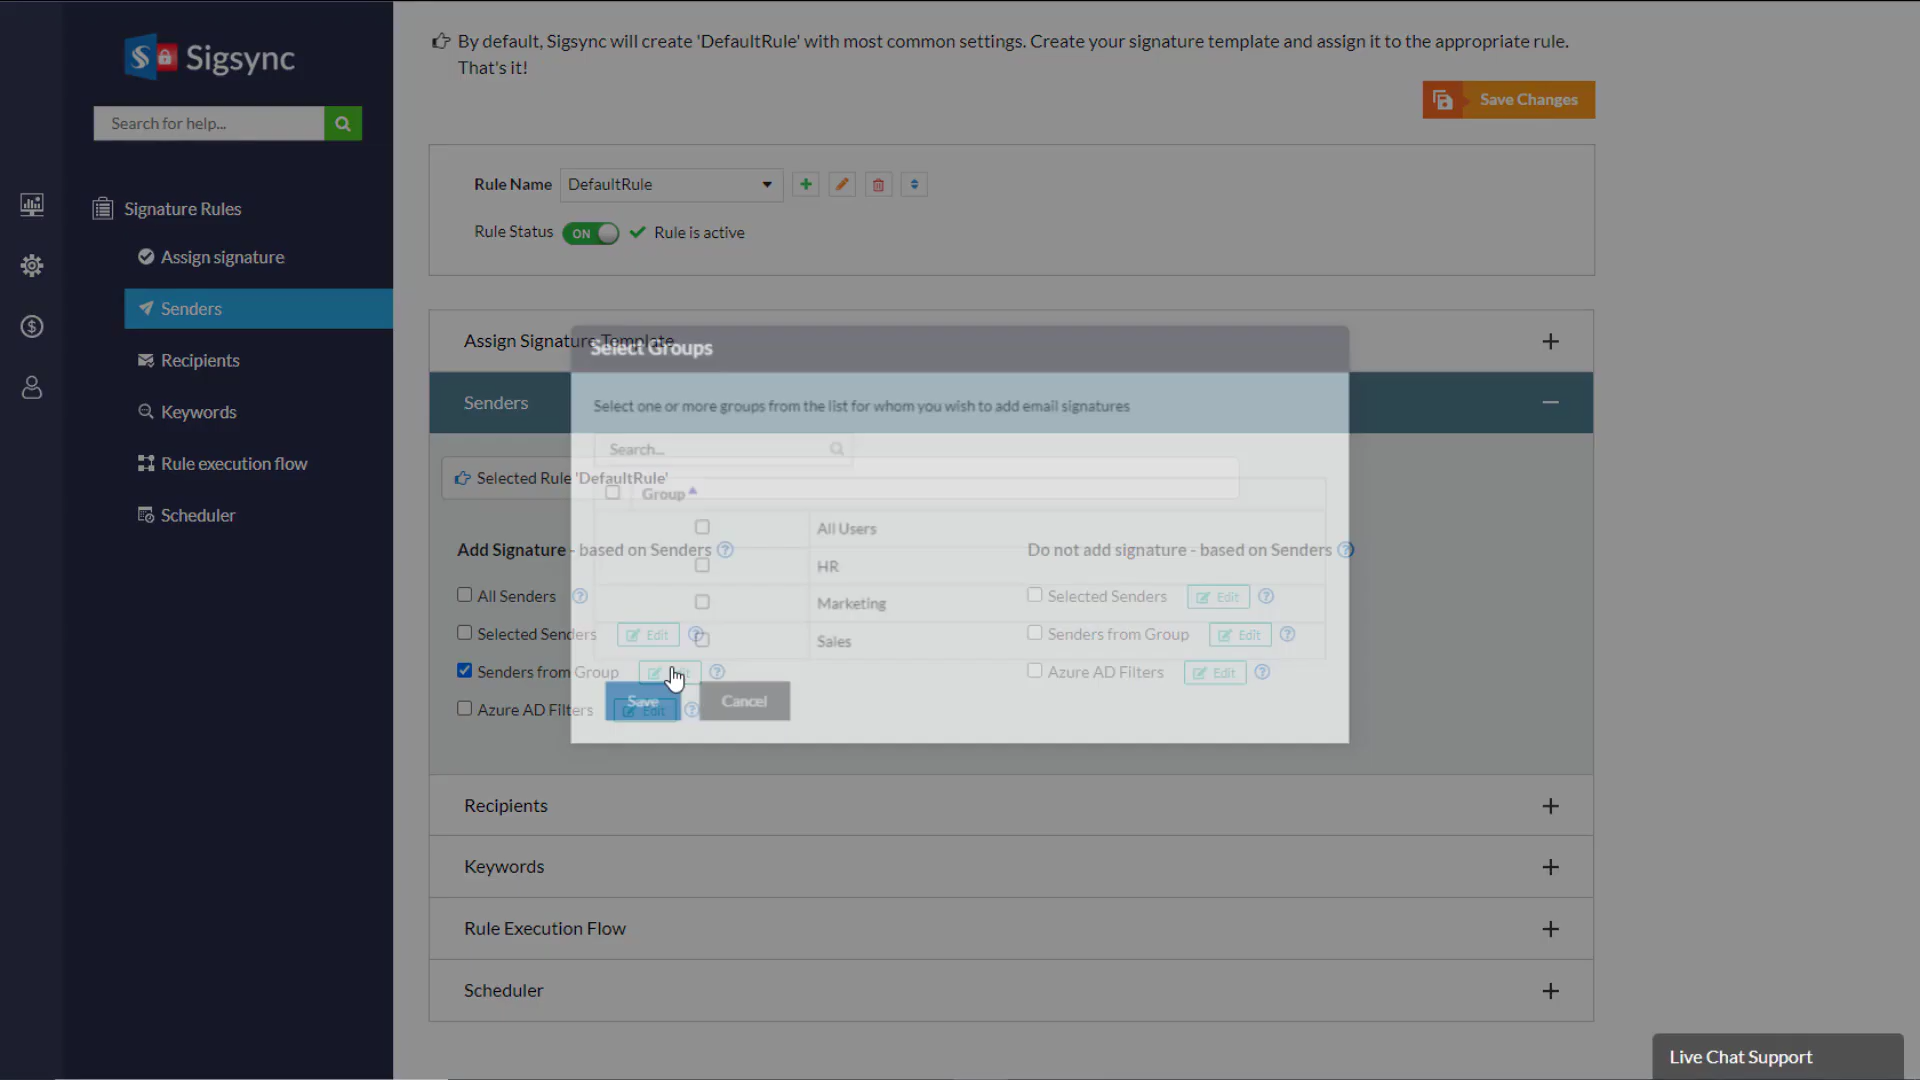 Sigsync
Search for help...
Signature Rules
Assign signature
Senders
Recipients
Keywords
Rule execution flow
Scheduler
By default, Sigsync will create 'DefaultRule' with most common settings. Create your signature template and assign it to the appropriate rule.
That's it!
Save Changes
Rule Name DefaultRule
Rule Status ON Rule is active
Assign Signature Template
Select Groups
Senders
Select one or more groups from the list for whom you wish to add email signatures
Search...
Selected Rule 'DefaultRule'
Group
All Users
Add Signature - based on Senders
Do not add signature - based on Senders
HR
All Senders
Selected Senders Edit
Marketing
Selected Senders Edit
Senders from Group Edit
Sales
Senders from Group
Azure AD Filters Edit
Save Cancel
Azure AD Filters Edit
Recipients
Keywords
Rule Execution Flow
Scheduler
Live Chat Support